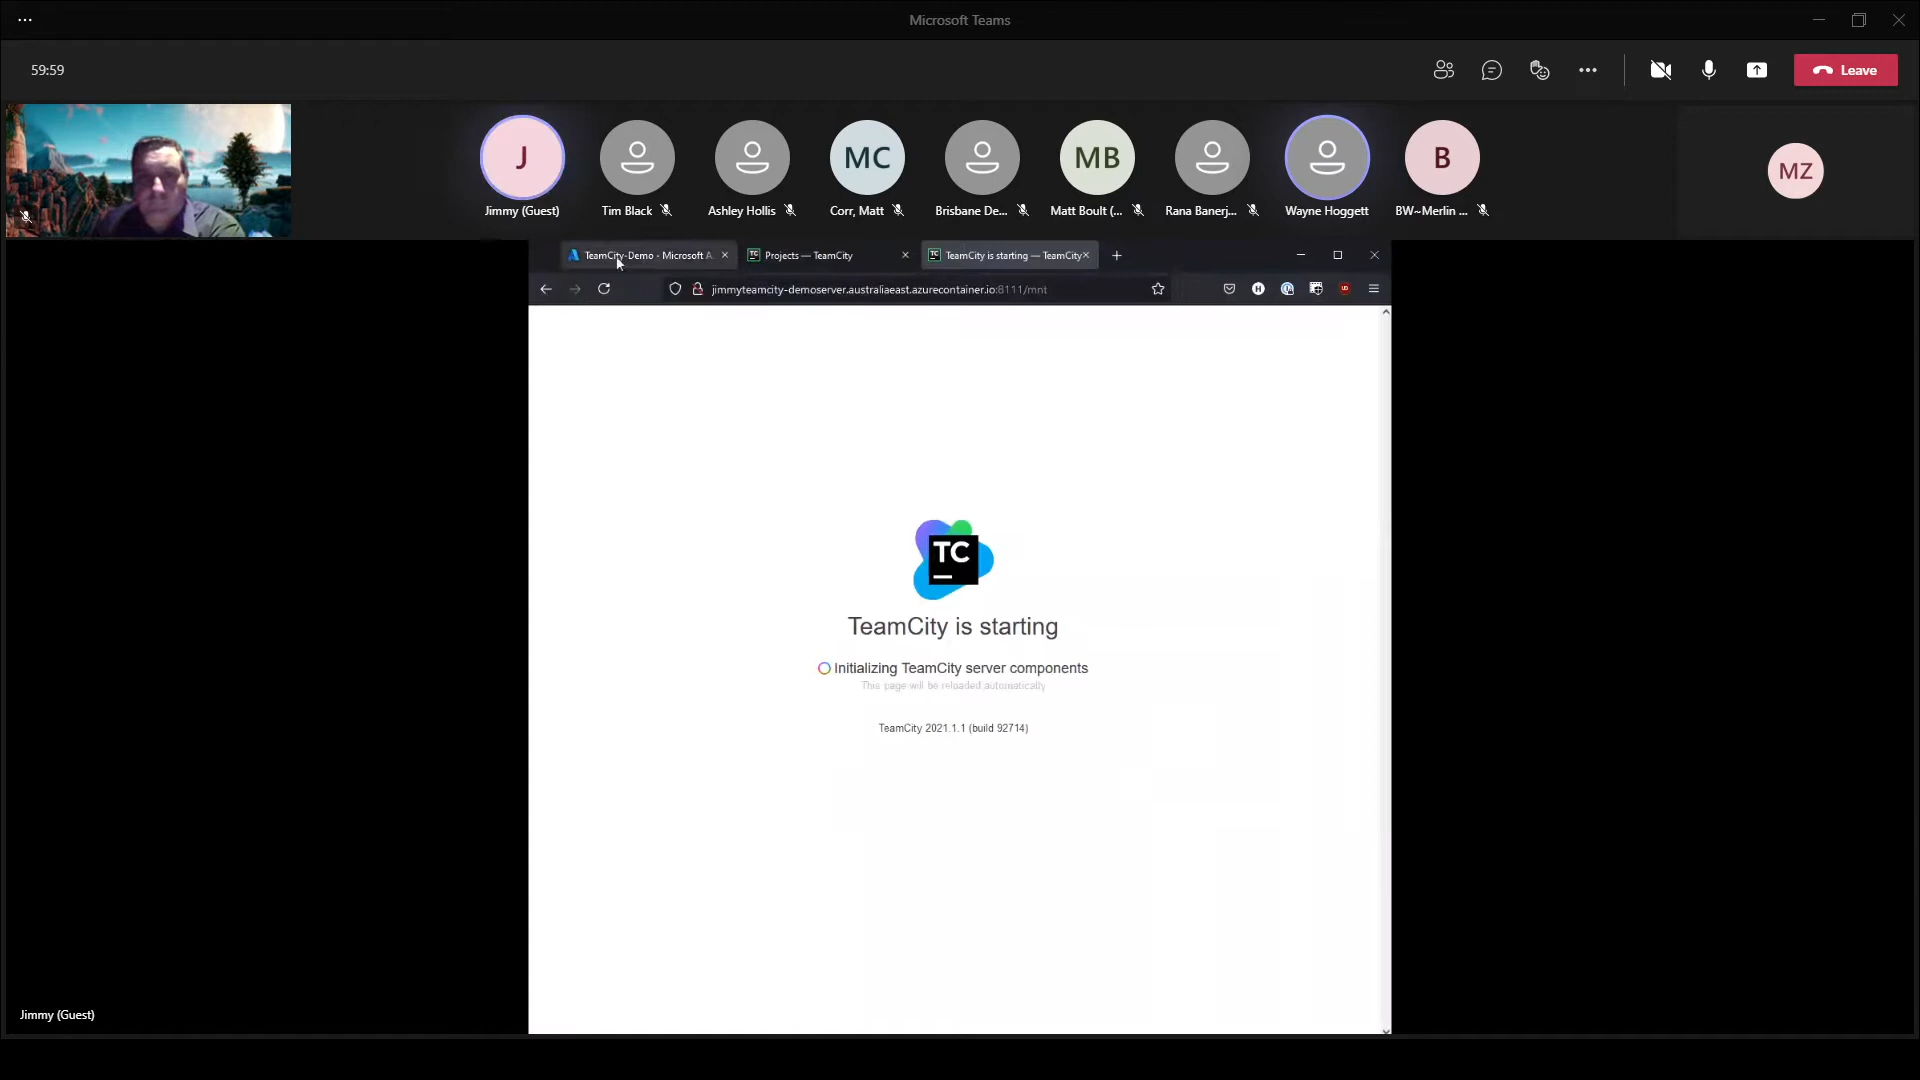 Microsoft Teams
59:59
Leave
J
MC
MB
B
MZ
Jimmy (Guest)
Tim Black
Ashley Hollis
Corr, Matt
Brisbane De...
Matt Boult (...
Rana Banerj...
Wayne Hoggett
BW~Merlin ...
TeamCity-Demo - Microsoft A
Projects — TeamCity
TeamCity is starting — TeamCity
jimmyteamcity-demoserver.australiaeast.azurecontainer.io:8111/mnt
TC
TeamCity is starting
Initializing TeamCity server components
This page will be reloaded automatically
TeamCity 2021.1.1 (build 92714)
Jimmy (Guest)